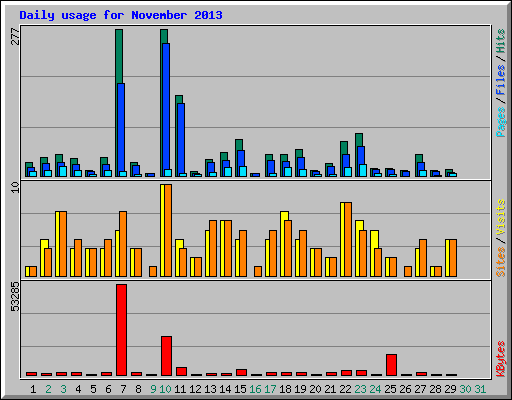 Daily usage for November 2013
277
Pages / Files / Hits
10
Sites / Visits
53285
KBytes
1 2 3 4 5 6 7 8 9 10 11 12 13 14 15 16 17 18 19 20 21 22 23 24 25 26 27 28 29 30 31